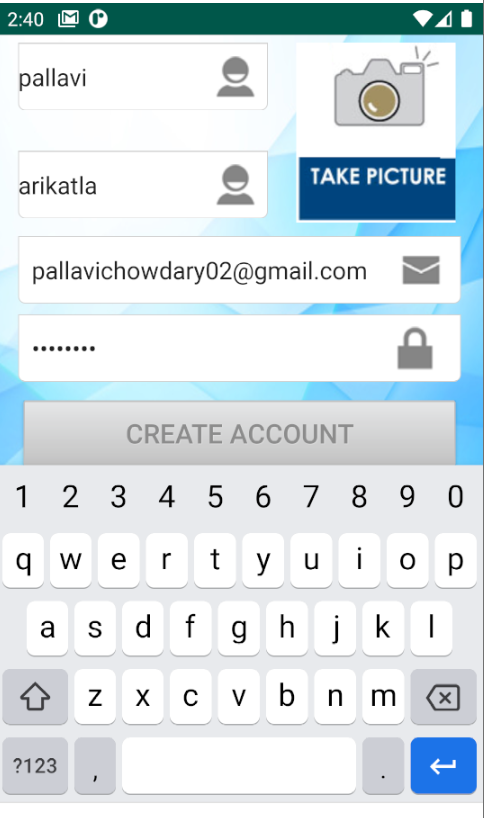 2:40
pallavi
TAKE PICTURE
arikatla
pallavichowdary02@gmail.com
••••••••
CREATE ACCOUNT
1 2 3 4 5 6 7 8 9 0
q w e r t y u i o p
a s d f g h j k l
z x c v b n m
?123 , .